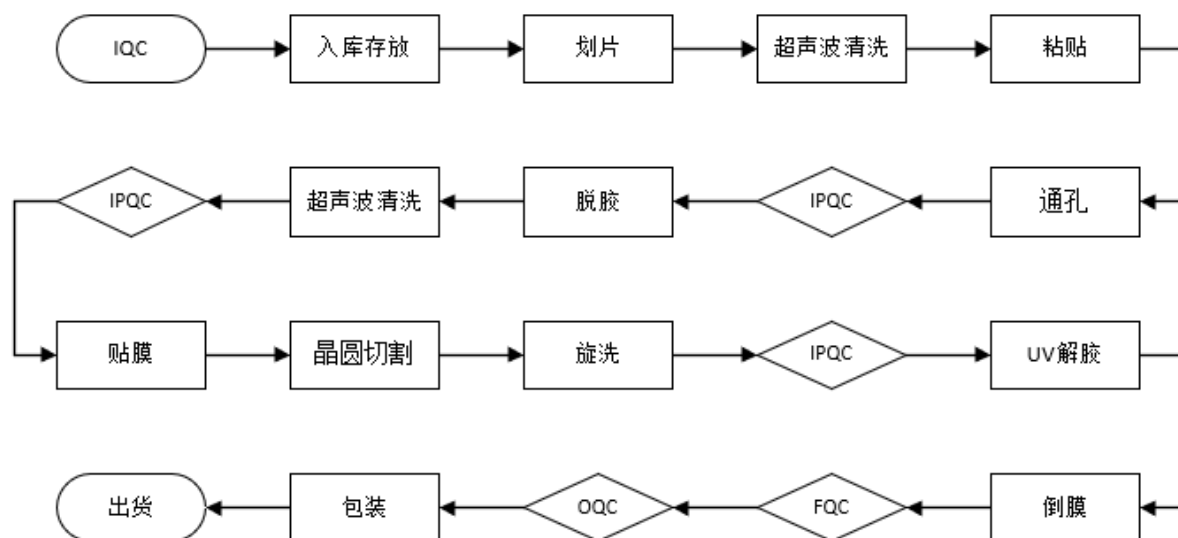 IQC
入库存放
划片
超声波清洗
粘贴
通孔
IPQC
脱胶
超声波清洗
IPQC
贴膜
晶圆切割
旋洗
IPQC
UV解胶
倒膜
FQC
OQC
包装
出货